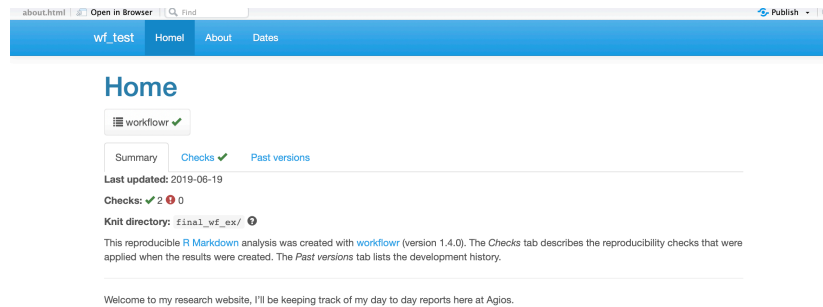 about.html Open in Browser Find Publish
wf_test Homel About Dates
Home
workflowr
Summary Checks Past versions
Last updated: 2019-06-19
Checks: 2 0
Knit directory: final_wf_ex/
This reproducible R Markdown analysis was created with workflowr (version 1.4.0). The Checks tab describes the reproducibility checks that were
applied when the results were created. The Past versions tab lists the development history.
Welcome to my research website, I'll be keeping track of my day to day reports here at Agios.